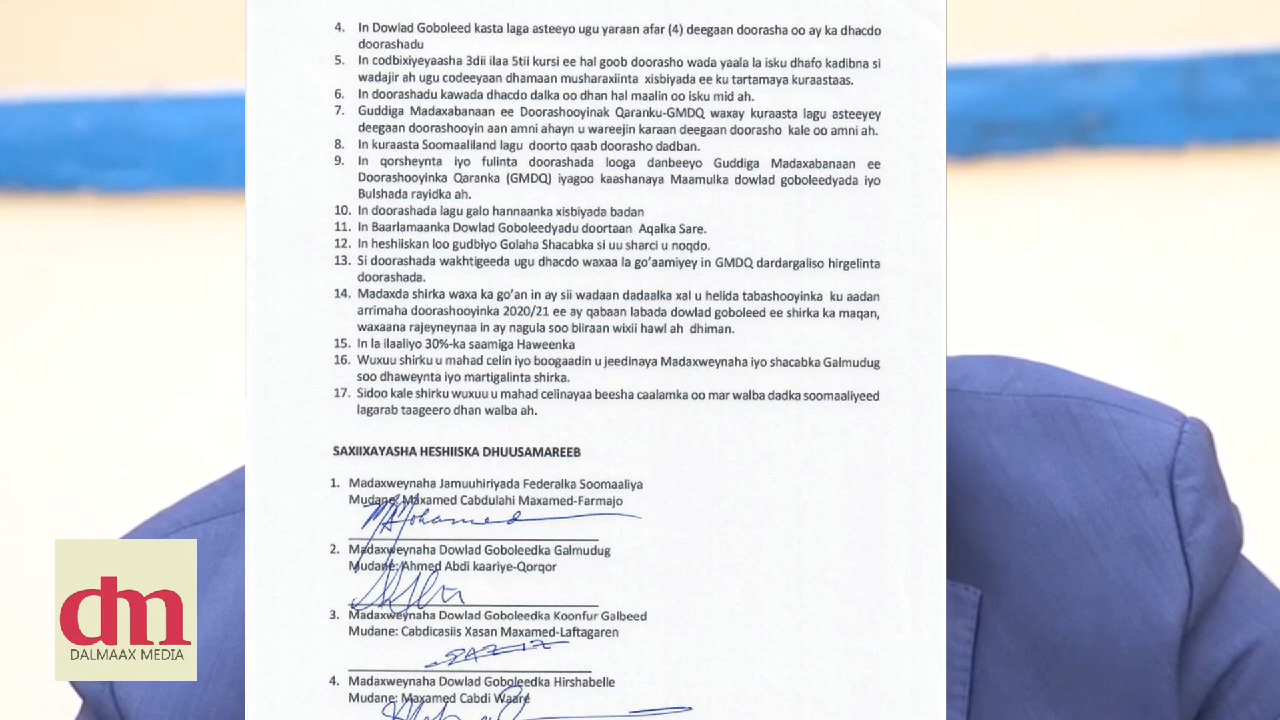 4. In Dowlad Goboleed kasta laga asteeyo ugu yaraan afar (4) deegaan doorasha oo ay ka dhacdo
doorashadu
5. In codbixiyeyaasha 3dii ilaa 5tii kursi ee hal goob doorasho wada yaala la isku dhafo kadibna si
wadajir ah ugu codeeyaan dhamaan musharaxiinta xisbiyada ee ku tartamaya kuraastaas.
6. In doorashadu kawada dhacdo dalka oo dhan hal maalin oo isku mid ah.
7. Guddiga Madaxabanaan ee Doorashooyinak Qaranku-GMDQ waxay kuraasta lagu asteeyey
deegaan doorashooyin aan amni ahayn u wareejin karaan deegaan doorasho kale oo amni ah.
8. In kuraasta Soomaaliland lagu doorto qaab doorasho dadban.
9. In qorsheynta iyo fulinta doorashada looga danbeeyo Guddiga Madaxabanaan ee
Doorashooyinka Qaranka (GMDQ) iyagoo kaashanaya Maamulka dowlad goboleedyada iyo
Bulshada rayidka ah.
10. In doorashada lagu galo hannaanka xisbiyada badan
11. In Baarlamaanka Dowlad Goboleedyadu doortaan Aqalka Sare.
12. In heshiiskan loo gudbiyo Golaha Shacabka si uu sharci u noqdo.
13. Si doorashada wakhtigeeda ugu dhacdo waxaa la go'aamiyey in GMDQ dardargaliso hirgelinta
doorashada.
14. Madaxda shirka waxa ka go'an in ay sii wadaan dadaalka xal u helida tabashooyinka ku aadan
arrimaha doorashooyinka 2020/21 ee ay qabaan labada dowlad goboleed ee shirka ka maqan,
waxaana rajeyneynaa in ay nagula soo biiraan wixii hawl ah dhiman.
15. In la ilaaliyo 30%-ka saamiga Haweenka
16. Wuxuu shirku u mahad celin iyo boogaadin u jeedinaya Madaxweynaha iyo shacabka Galmudug
soo dhaweynta iyo martigalinta shirka.
17. Sidoo kale shirku wuxuu u mahad celinayaa beesha caalamka oo mar walba dadka soomaaliyeed
lagarab taageero dhan walba ah.
SAXIIXAYASHA HESHIISKA DHUUSAMAREEB
1. Madaxweynaha Jamuuhiriyada Federalka Soomaaliya
Mudane: Maxamed Cabdulahi Maxamed-Farmajo
Mohamed
2. Madaxweynaha Dowlad Goboleedka Galmudug
Mudane: Ahmed Abdi kaariye-Qorqor
3. Madaxweynaha Dowlad Goboleedka Koonfur Galbeed
Mudane: Cabdicasiis Xasan Maxamed-Laftagaren
4. Madaxweynaha Dowlad Goboleedka Hirshabelle
Mudane: Maxamed Cabdi Waare
dm
DALMAAX MEDIA